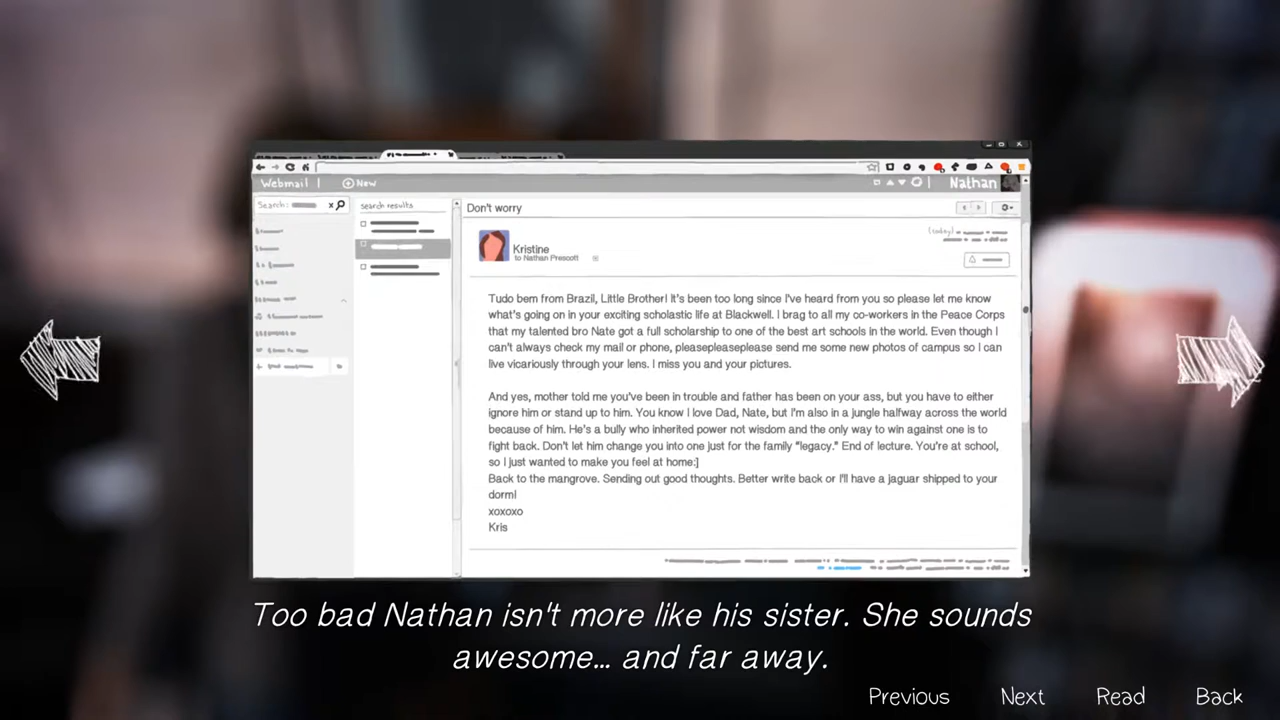 Webmail | New
Nathan
Search:
search results
Don't worry
Kristine
to Nathan Prescott
(today)
Tudo bem from Brazil, Little Brother! It's been too long since I've heard from you so please let me know
what's going on in your exciting scholastic life at Blackwell. I brag to all my co-workers in the Peace Corps
that my talented bro Nate got a full scholarship to one of the best art schools in the world. Even though I
can't always check my mail or phone, pleasepleaseplease send me some new photos of campus so I can
live vicariously through your lens. I miss you and your pictures.
And yes, mother told me you've been in trouble and father has been on your ass, but you have to either
ignore him or stand up to him. You know I love Dad, Nate, but I'm also in a jungle halfway across the world
because of him. He's a bully who inherited power not wisdom and the only way to win against one is to
fight back. Don't let him change you into one just for the family "legacy." End of lecture. You're at school,
so I just wanted to make you feel at home:]
Back to the mangrove. Sending out good thoughts. Better write back or I'll have a jaguar shipped to your
dorm!
xoxoxo
Kris
Too bad Nathan isn't more like his sister. She sounds
awesome... and far away.
Previous Next Read Back